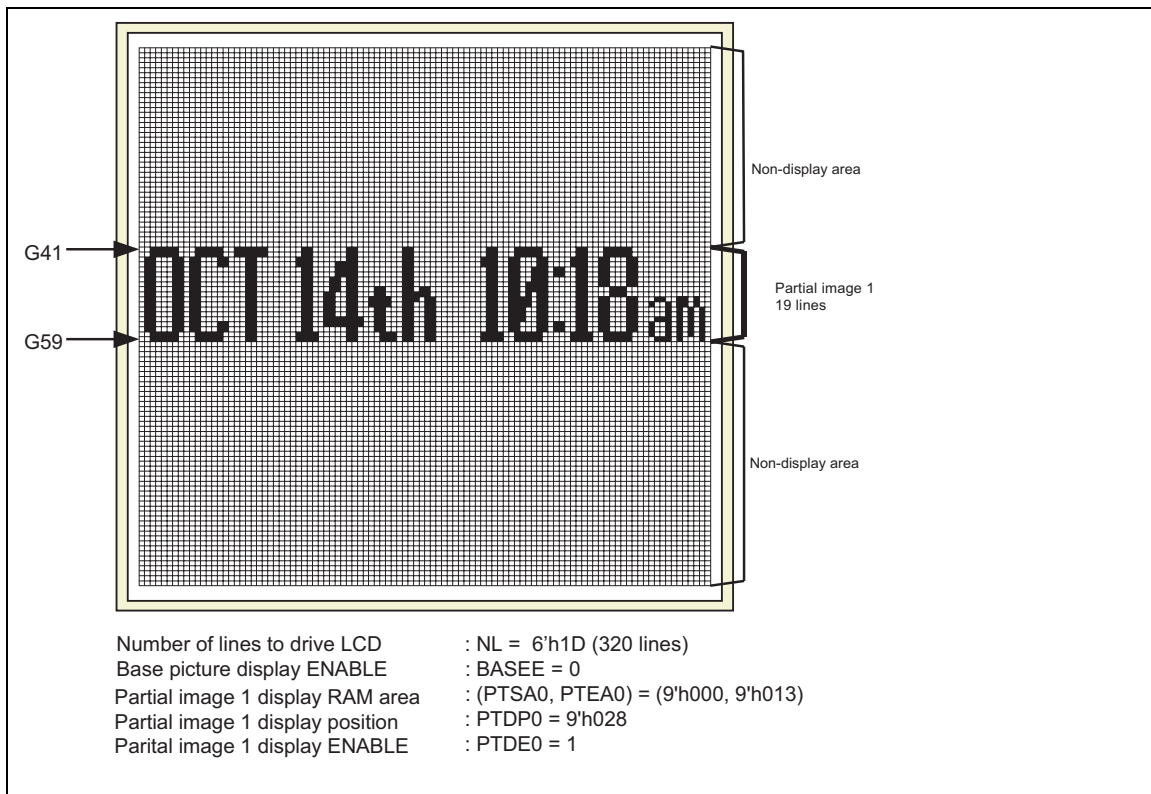 Non-display area
G41
OCT 14th 10:18am
Partial image 1
19 lines
G59
Non-display area
Number of lines to drive LCD : NL = 6'h1D (320 lines)
Base picture display ENABLE : BASEE = 0
Partial image 1 display RAM area : (PTSA0, PTEA0) = (9'h000, 9'h013)
Partial image 1 display position : PTDP0 = 9'h028
Parital image 1 display ENABLE : PTDE0 = 1